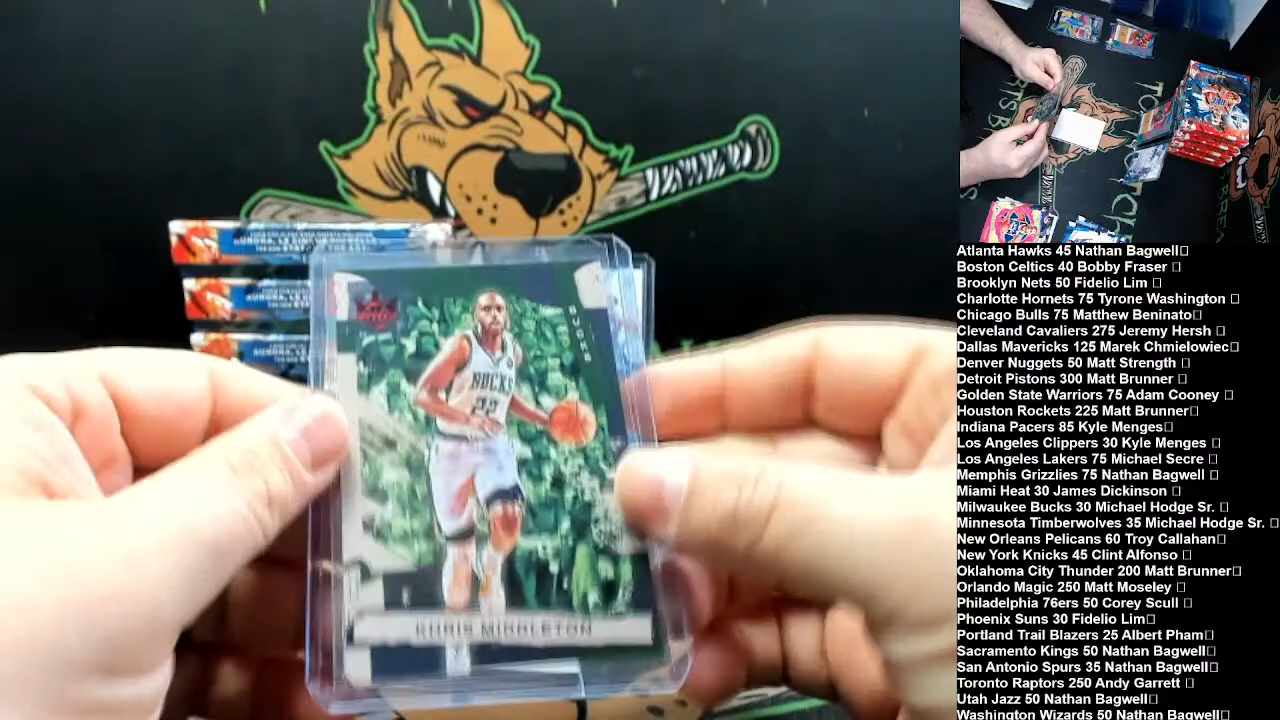 BUCKS
BUCKS
22
KHRIS MIDDLETON
Atlanta Hawks 45 Nathan Bagwell
Boston Celtics 40 Bobby Fraser
Brooklyn Nets 50 Fidelio Lim
Charlotte Hornets 75 Tyrone Washington
Chicago Bulls 75 Matthew Beninato
Cleveland Cavaliers 275 Jeremy Hersh
Dallas Mavericks 125 Marek Chmielowiec
Denver Nuggets 50 Matt Strength
Detroit Pistons 300 Matt Brunner
Golden State Warriors 75 Adam Cooney
Houston Rockets 225 Matt Brunner
Indiana Pacers 85 Kyle Menges
Los Angeles Clippers 30 Kyle Menges
Los Angeles Lakers 75 Michael Secre
Memphis Grizzlies 75 Nathan Bagwell
Miami Heat 30 James Dickinson
Milwaukee Bucks 30 Michael Hodge Sr.
Minnesota Timberwolves 35 Michael Hodge Sr.
New Orleans Pelicans 60 Troy Callahan
New York Knicks 45 Clint Alfonso
Oklahoma City Thunder 200 Matt Brunner
Orlando Magic 250 Matt Moseley
Philadelphia 76ers 50 Corey Scull
Phoenix Suns 30 Fidelio Lim
Portland Trail Blazers 25 Albert Pham
Sacramento Kings 50 Nathan Bagwell
San Antonio Spurs 35 Nathan Bagwell
Toronto Raptors 250 Andy Garrett
Utah Jazz 50 Nathan Bagwell
Washington Wizards 50 Nathan Bagwell